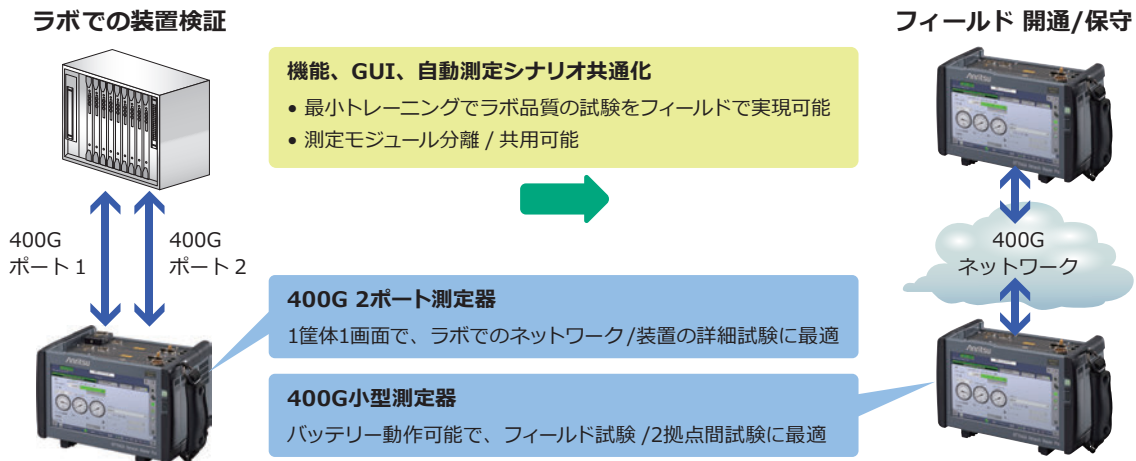 ラボでの装置検証
フィールド 開通/保守
機能、GUI、自動測定シナリオ共通化
• 最小トレーニングでラボ品質の試験をフィールドで実現可能
• 測定モジュール分離 / 共用可能
400G
ポート 1
400G
ポート 2
400G
ネットワーク
400G 2ポート測定器
1筐体1画面で、ラボでのネットワーク/装置の詳細試験に最適
400G小型測定器
バッテリー動作可能で、フィールド試験 /2拠点間試験に最適
Anritsu
Anritsu
Anritsu